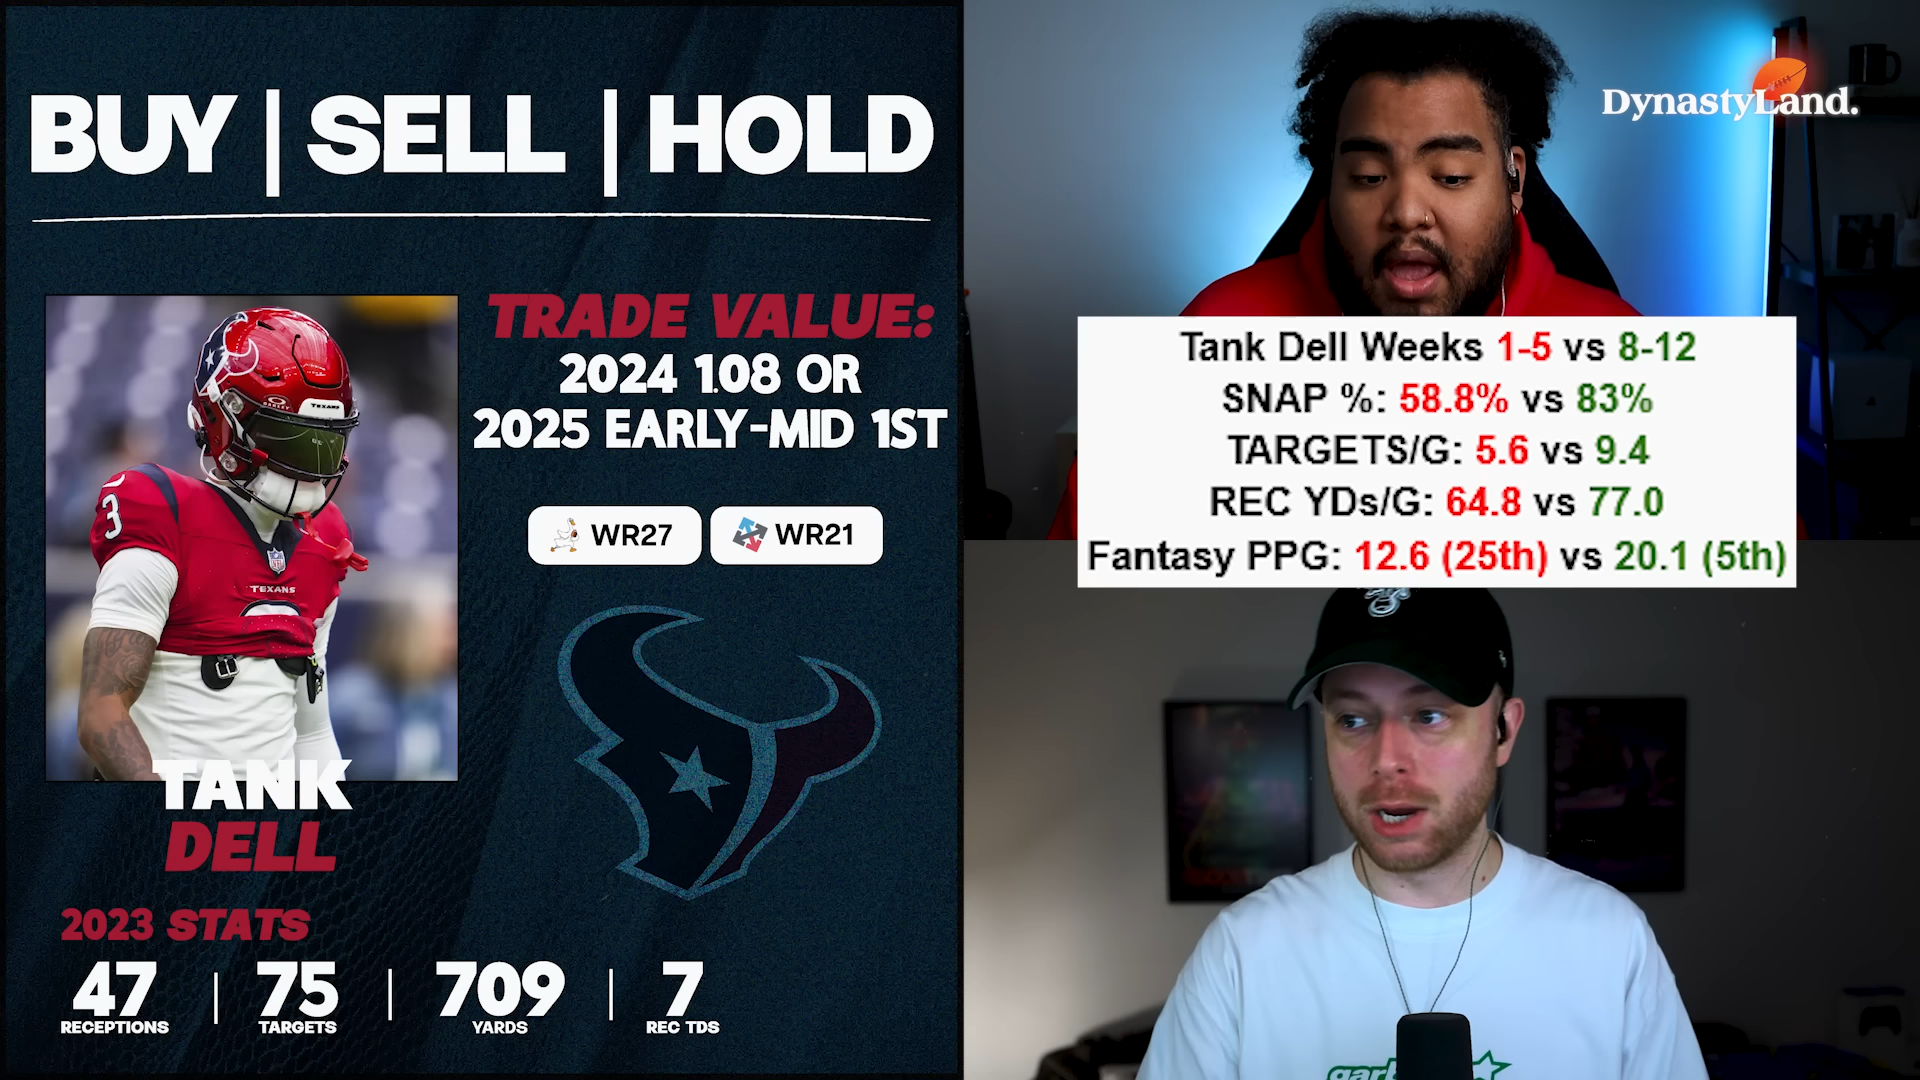 BUY | SELL | HOLD
TRADE VALUE:
2024 1.08 OR
2025 EARLY-MID 1ST
WR27
WR21
3
TEXANS
TEXANS
TANK
DELL
2023 STATS
47 | 75 | 709 | 7
RECEPTIONS TARGETS YARDS REC TDS
DynastyLand.
Tank Dell Weeks 1-5 vs 8-12
SNAP %: 58.8% vs 83%
TARGETS/G: 5.6 vs 9.4
REC YDs/G: 64.8 vs 77.0
Fantasy PPG: 12.6 (25th) vs 20.1 (5th)